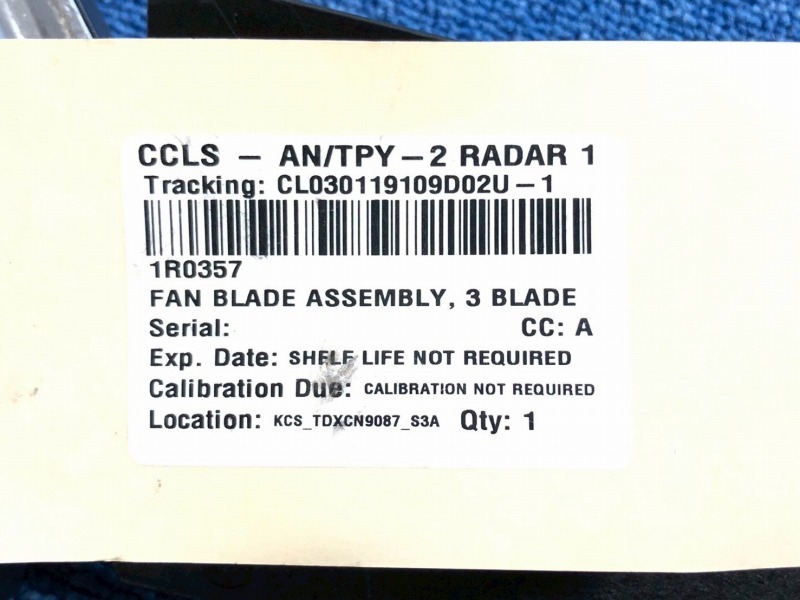 CCLS - AN/TPY-2 RADAR 1
Tracking: CL030119109D02U-1
1R0357
FAN BLADE ASSEMBLY, 3 BLADE
Serial: CC: A
Exp. Date: SHELF LIFE NOT REQUIRED
Calibration Due: CALIBRATION NOT REQUIRED
Location: KCS_TDXCN9087_S3A Qty: 1